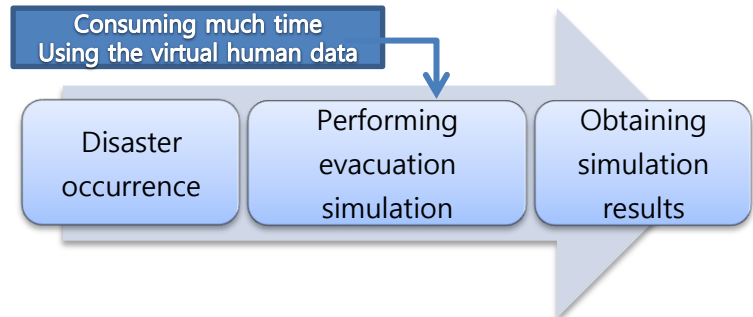 Consuming much time
Using the virtual human data
Disaster
occurrence
Performing
evacuation
simulation
Obtaining
simulation
results